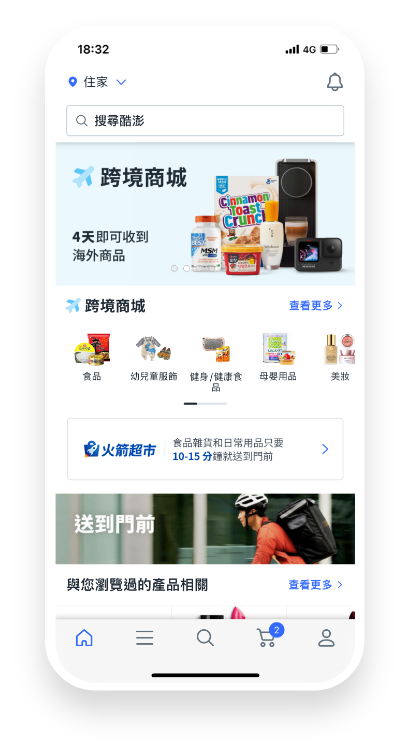 18:32
4G
住家
搜尋酷澎
跨境商城
Cinnamon
Toast
Crunch
MSM
4天即可收到
海外商品
跨境商城
查看更多
食品
幼兒童服飾
健身/健康食
品
母嬰用品
美妝
火箭超市
食品雜貨和日常用品只要
10-15 分鐘就送到門前
送到門前
與您瀏覽過的產品相關
查看更多
2